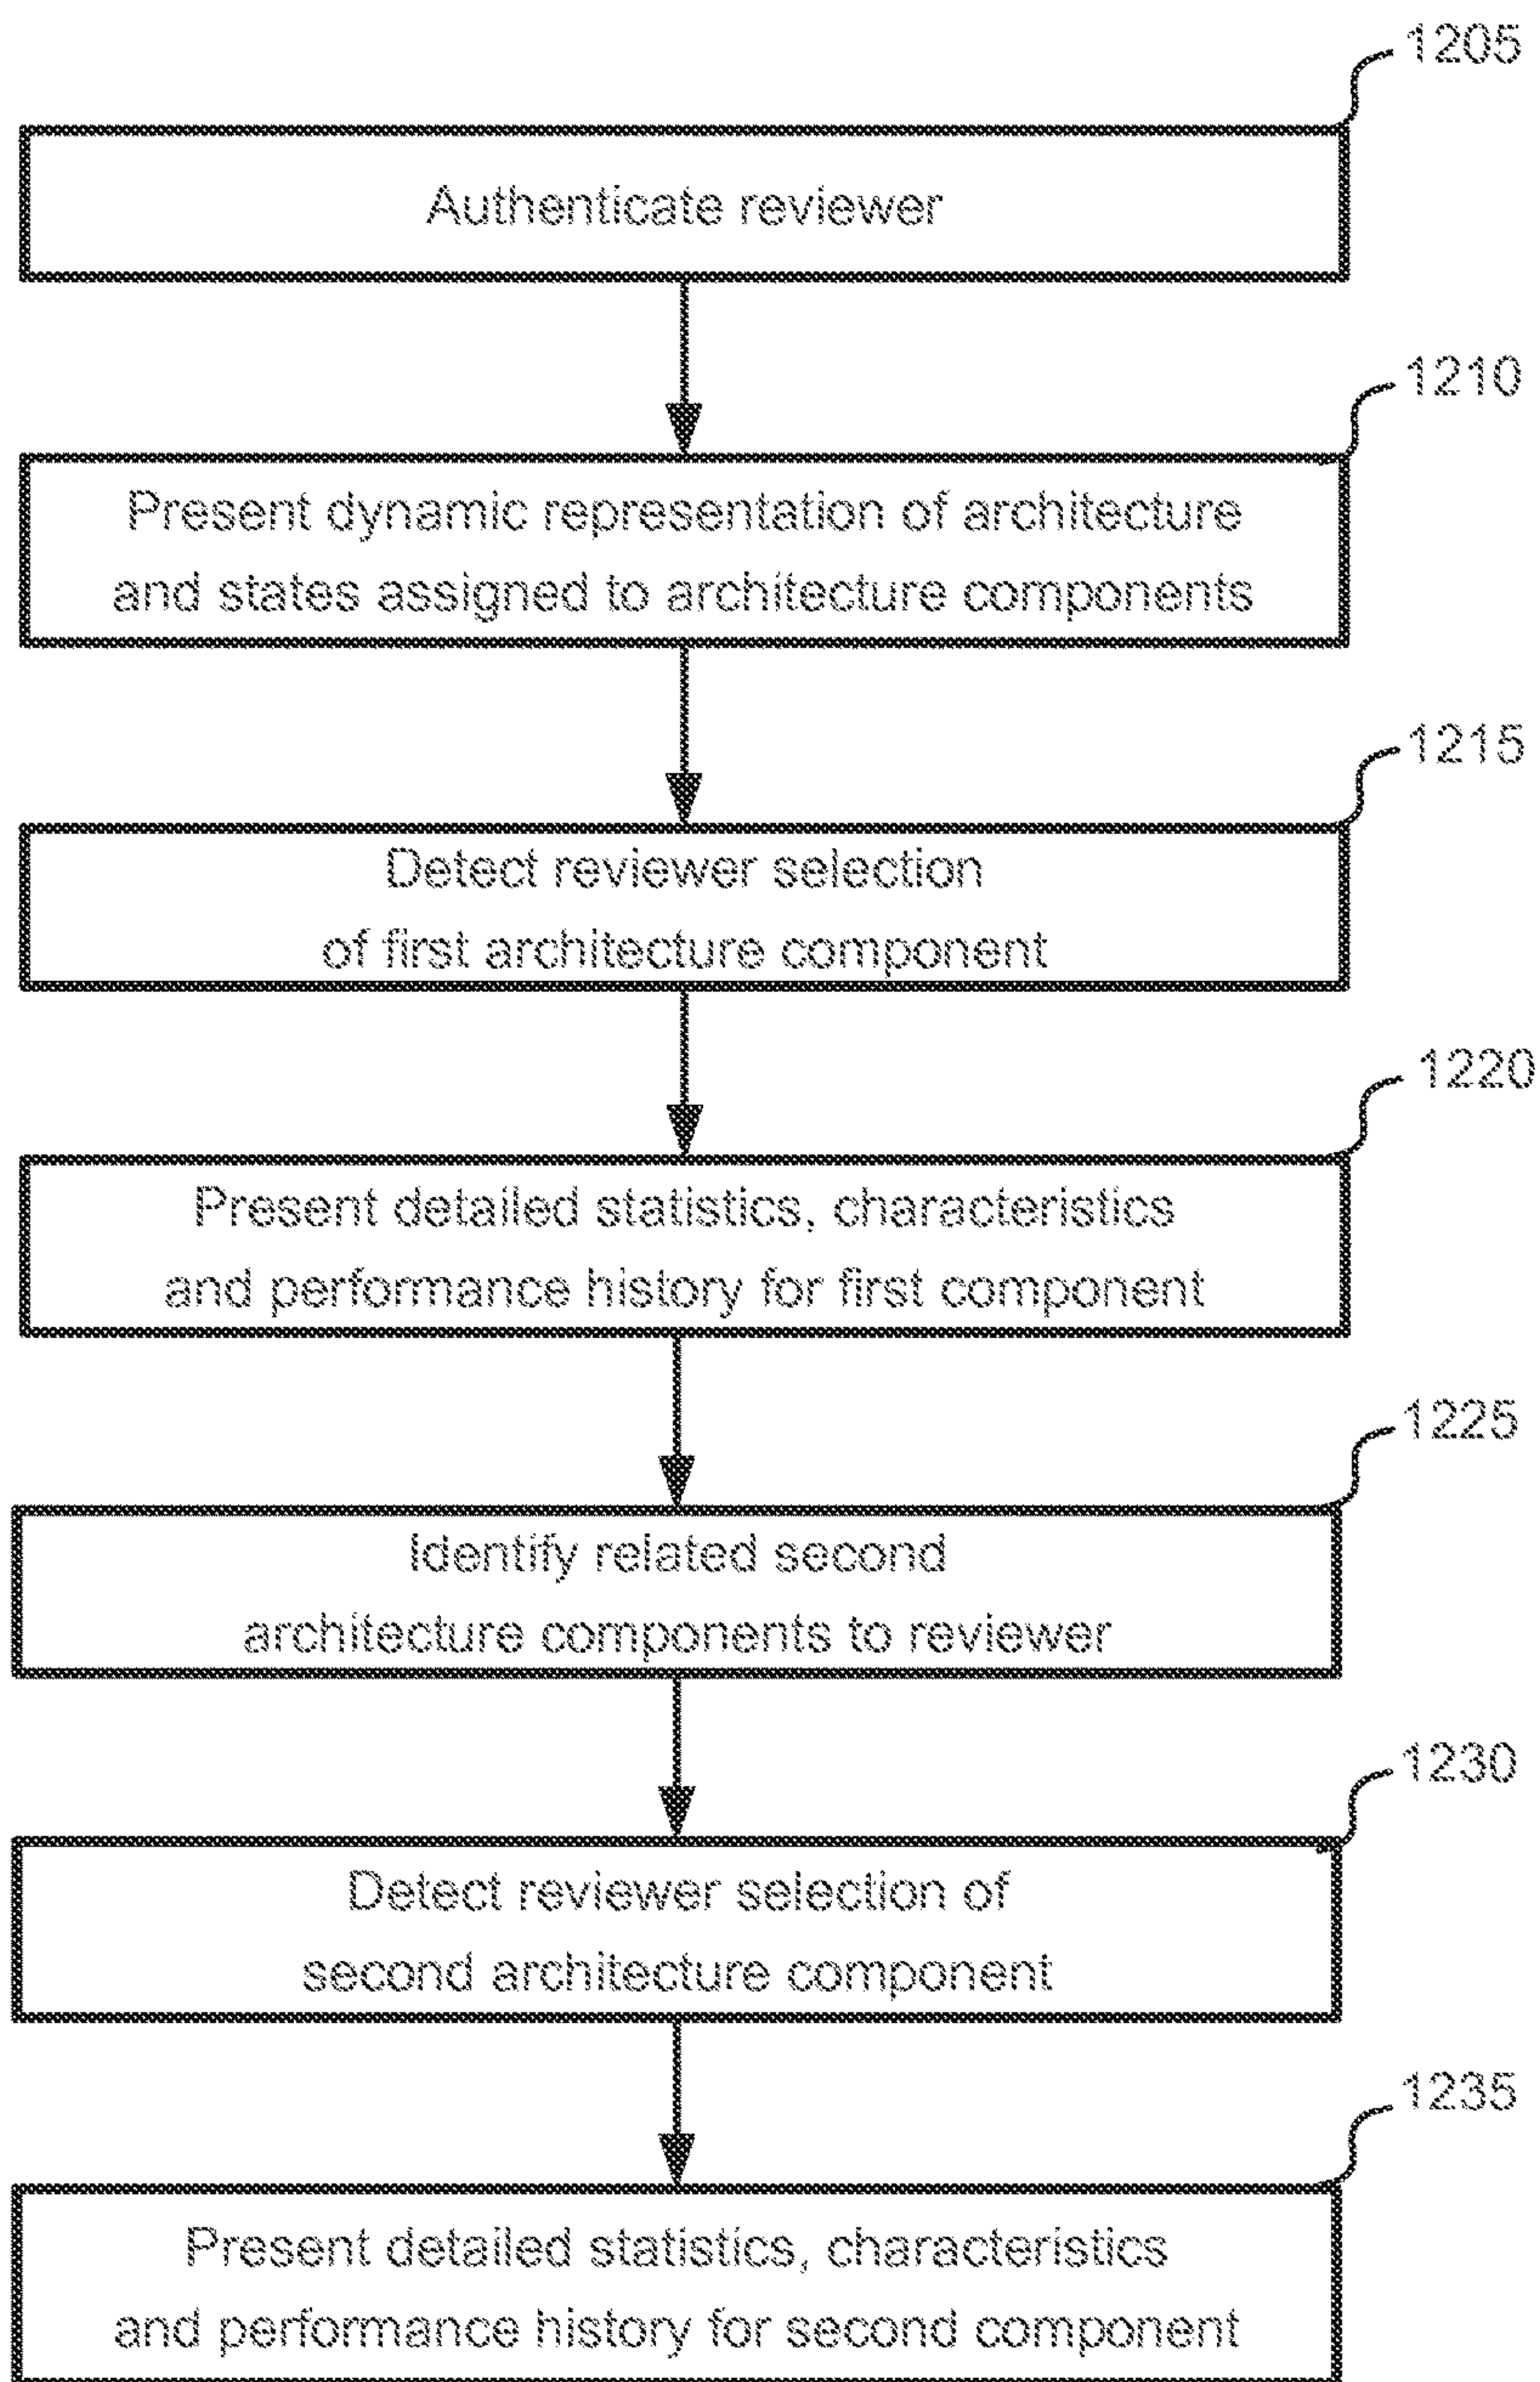 1205
Authenticate reviewer
1210
Present dynamic representation of architecture
and states assigned to architecture components
1215
Detect reviewer selection
of first architecture component
1220
Present detailed statistics, characteristics
and performance history for first component
1225
Identify related second
architecture components to reviewer
1230
Detect reviewer selection of
second architecture component
1235
Present detailed statistics, characteristics
and performance history for second component